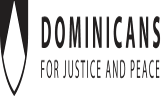 DOMINICANS
FOR JUSTICE AND PEACE